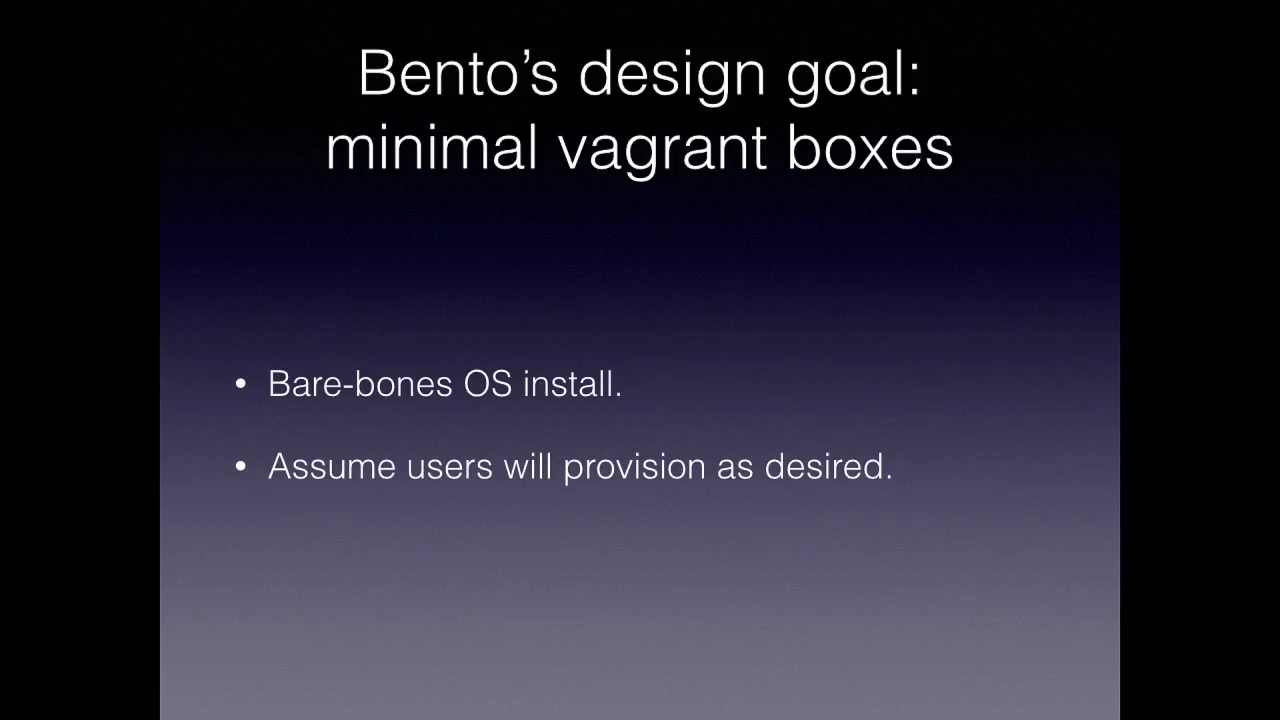 Bento’s design goal:
minimal vagrant boxes
• Bare-bones OS install.
• Assume users will provision as desired.